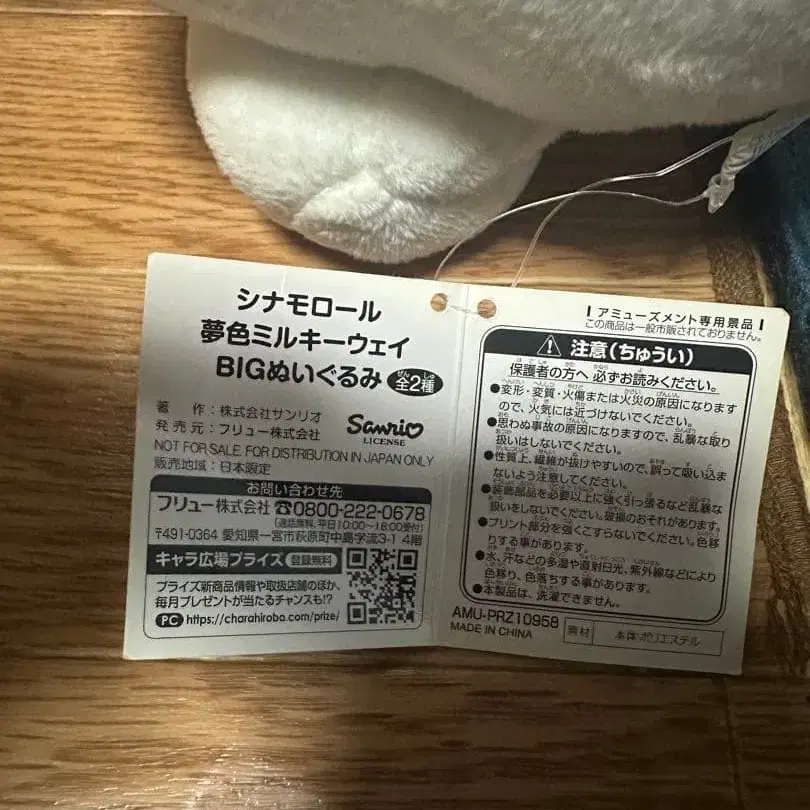 シナモロール
夢色ミルキーウェイ
BIGぬいぐるみ 全2種
著 作：株式会社サンリオ
発売元：フリュー株式会社
Sanrio
LICENSE
NOT FOR SALE. FOR DISTRIBUTION IN JAPAN ONLY
販売地域：日本限定
お問い合わせ先
フリュー株式会社 ☎0800-222-0678
(通話無料、平日10:00～18:00受付)
〒491-0364 愛知県一宮市萩原町中島字流3-1 4階
キャラ広場プライズ 登録無料
プライズ新商品情報や取扱店舗のほか、
毎月プレゼントが当たるチャンスも!?
PC https://charahiroba.com/prize/
アミューズメント専用景品
この商品は一般市販されておりません。
⚠ 注意(ちゅうい)
保護者の方へ 必ずお読みください。
●変形・変質・火傷または火災の原因になります
ので、火気には近づけないでください。
●思わぬ事故の原因になりますので、乱暴な取り
扱いはしないでください。
●性質上、繊維が抜けやすいので、誤って吸い込ま
ないよう注意してください。
●装飾部品を必要以上に強く引っ張るなど乱暴な
扱いをしないでください。破損のおそれがあります。
●プリント部分を強くこすらないでください。色移
りする事があります。
●水、汗などの多湿や直射日光、紫外線などにより
色移り、色落ちする事があります。
●本製品は、洗濯できません。
AMU-PRZ10958
MADE IN CHINA
素材 本体：ポリエステル